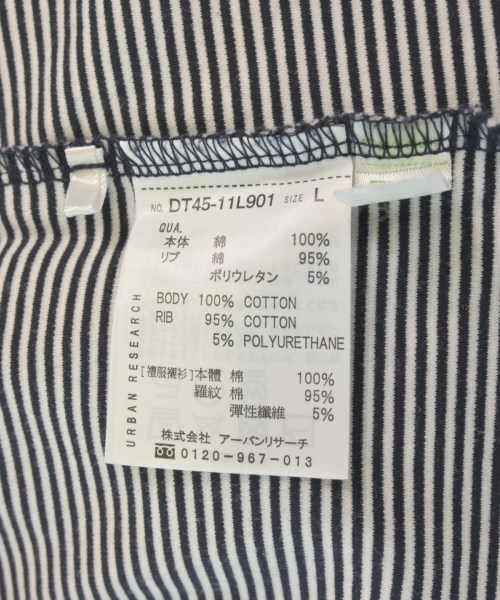 NO. DT45-11L901 SIZE L
QUA.
本体 綿 100%
リブ 綿 95%
ポリウレタン 5%
BODY 100% COTTON
RIB 95% COTTON
5% POLYURETHANE
[禮服襯衫]本體 棉 100%
羅紋 棉 95%
彈性纖維 5%
株式会社 アーバンリサーチ
0120-967-013
URBAN RESEARCH